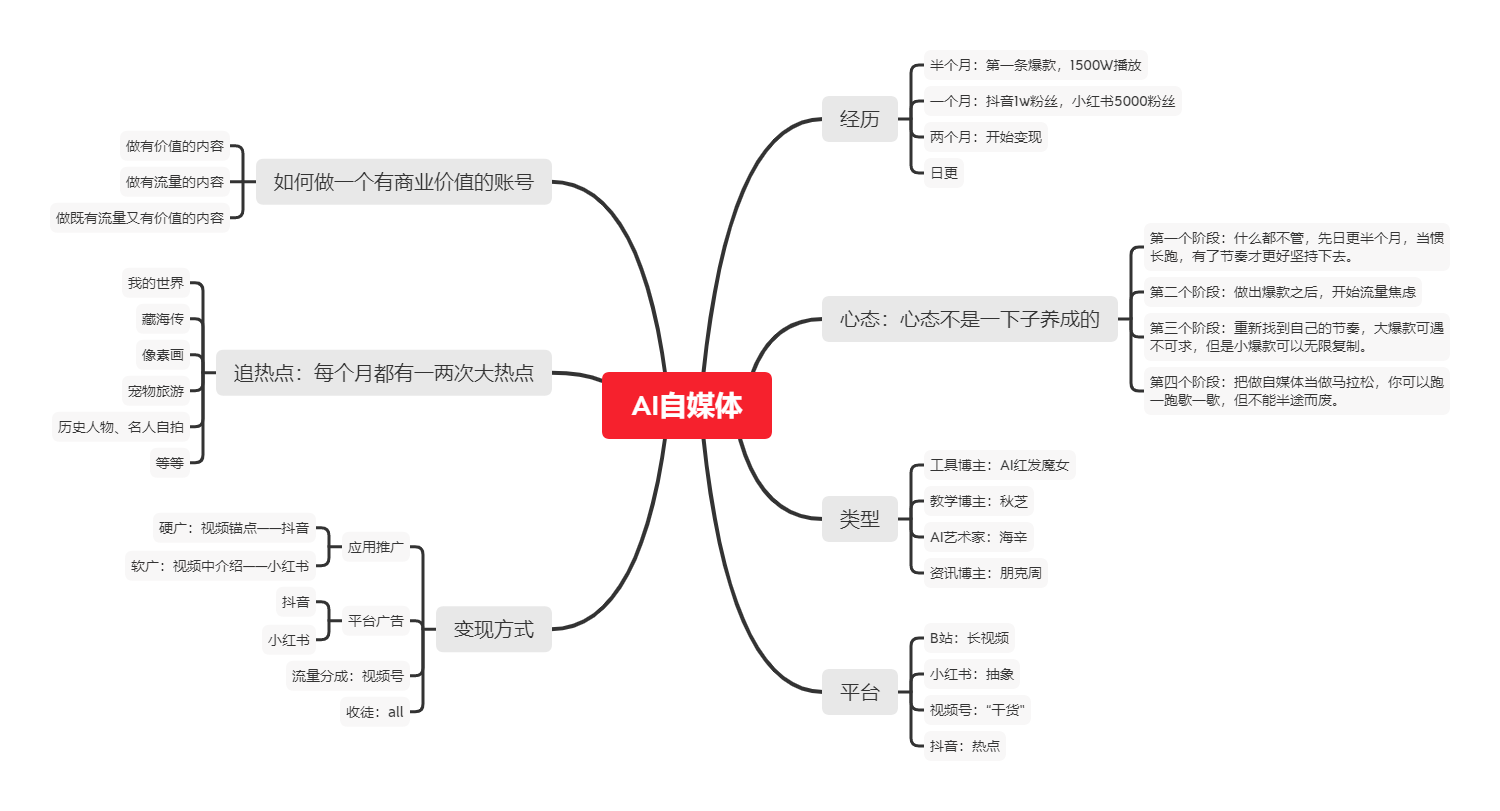 AI自媒体
经历
半个月：第一条爆款，1500W播放
一个月：抖音1w粉丝，小红书5000粉丝
两个月：开始变现
日更
心态：心态不是一下子养成的
第一个阶段：什么都不管，先日更半个月，当惯
长跑，有了节奏才更好坚持下去。
第二个阶段：做出爆款之后，开始流量焦虑
第三个阶段：重新找到自己的节奏，大爆款可遇
不可求，但是小爆款可以无限复制。
第四个阶段：把做自媒体当做马拉松，你可以跑
一跑歇一歇，但不能半途而废。
类型
工具博主：AI红发魔女
教学博主：秋芝
AI艺术家：海辛
资讯博主：朋克周
平台
B站：长视频
小红书：抽象
视频号："干货"
抖音：热点
如何做一个有商业价值的账号
做有价值的内容
做有流量的内容
做既有流量又有价值的内容
追热点：每个月都有一两次大热点
我的世界
藏海传
像素画
宠物旅游
历史人物、名人自拍
等等
变现方式
应用推广
硬广：视频锚点——抖音
软广：视频中介绍——小红书
平台广告
抖音
小红书
流量分成：视频号
收徒：all